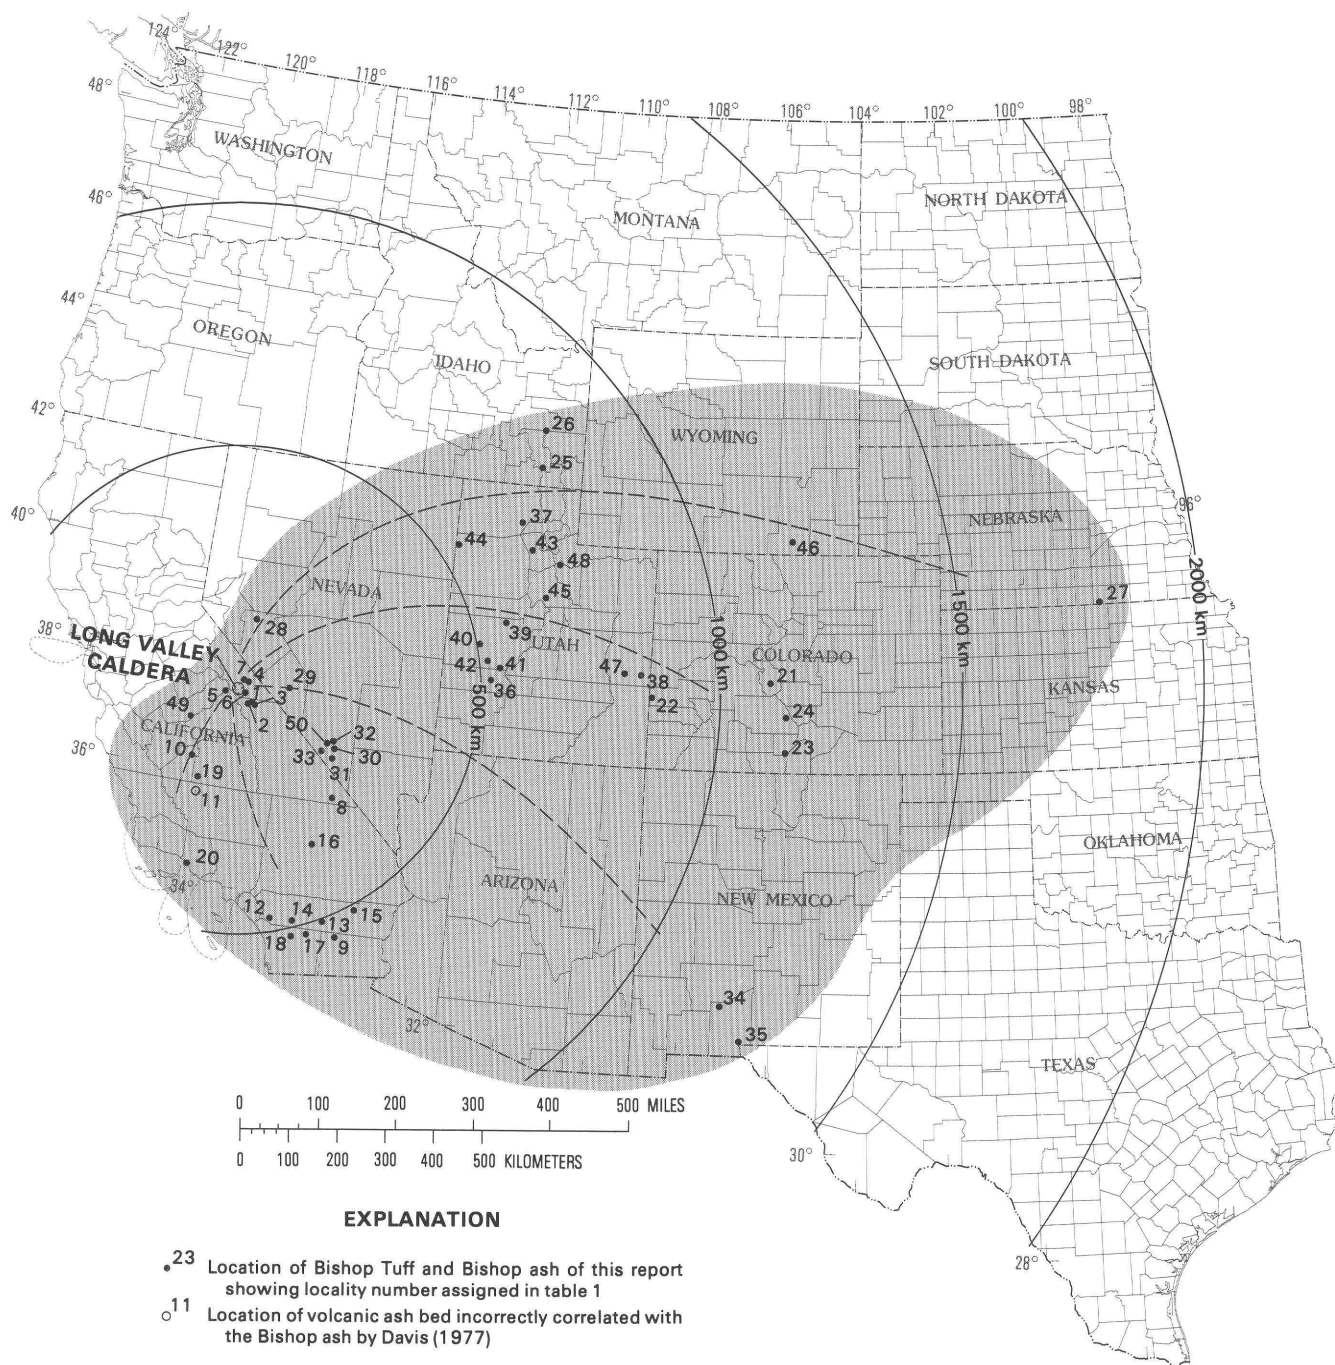 124°
122°
120°
118°
116°
114°
112°
110°
108°
106°
104°
102°
100°
98°
48°
WASHINGTON
46°
MONTANA
NORTH DAKOTA
44°
OREGON
IDAHO
SOUTH DAKOTA
42°
26
WYOMING
25
40°
37
NEBRASKA
96°
44
43
46
48
NEVADA
45
27
2000 km
1500 km
28
38°
LONG VALLEY
CALDERA
40
39
UTAH
1000 km
COLORADO
7
4
29
42
41
47
38
21
KANSAS
5
6
1
3
36
22
49
2
50
500 km
24
CALIFORNIA
32
36°
10
33
30
23
19
31
11
8
16
OKLAHOMA
20
34°
ARIZONA
NEW MEXICO
12
14
15
13
18
17
9
34
32°
35
TEXAS
0 100 200 300 400 500 MILES
0 100 200 300 400 500 KILOMETERS
30°
28°
EXPLANATION
23 Location of Bishop Tuff and Bishop ash of this report
showing locality number assigned in table 1
11 Location of volcanic ash bed incorrectly correlated with
the Bishop ash by Davis (1977)